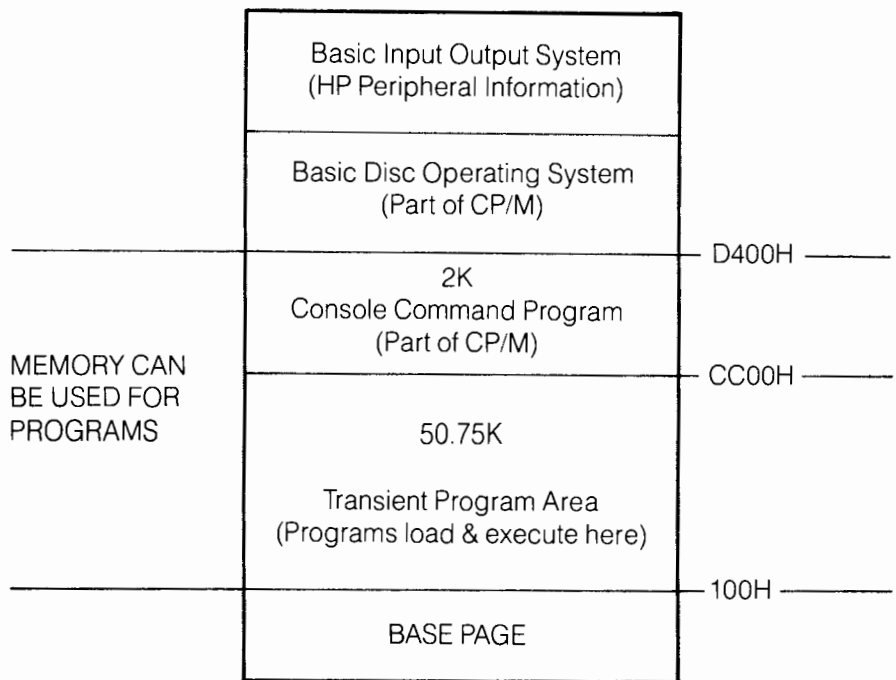 Basic Input Output System
(HP Peripheral Information)
Basic Disc Operating System
(Part of CP/M)
D400H
2K
Console Command Program
(Part of CP/M)
CC00H
MEMORY CAN
BE USED FOR
PROGRAMS
50.75K
Transient Program Area
(Programs load & execute here)
100H
BASE PAGE